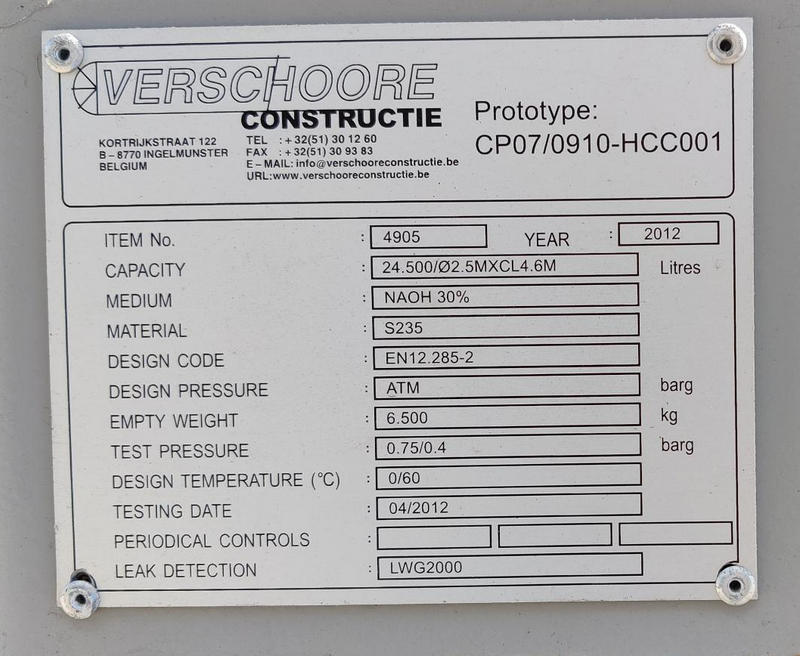 VERSCHOORE
CONSTRUCTIE
KORTRIJKSTRAAT 122
B – 8770 INGELMUNSTER
BELGIUM
TEL : +32(51) 30 12 60
FAX : +32(51) 30 93 83
E – MAIL: info@verschooreconstructie.be
URL:www.verschooreconstructie.be
Prototype:
CP07/0910-HCC001
ITEM No. : 4905 YEAR : 2012
CAPACITY : 24.500/Ø2.5MXCL4.6M Litres
MEDIUM : NAOH 30%
MATERIAL : S235
DESIGN CODE : EN12.285-2
DESIGN PRESSURE : ATM barg
EMPTY WEIGHT : 6.500 kg
TEST PRESSURE : 0.75/0.4 barg
DESIGN TEMPERATURE (°C) : 0/60
TESTING DATE : 04/2012
PERIODICAL CONTROLS :
LEAK DETECTION : LWG2000